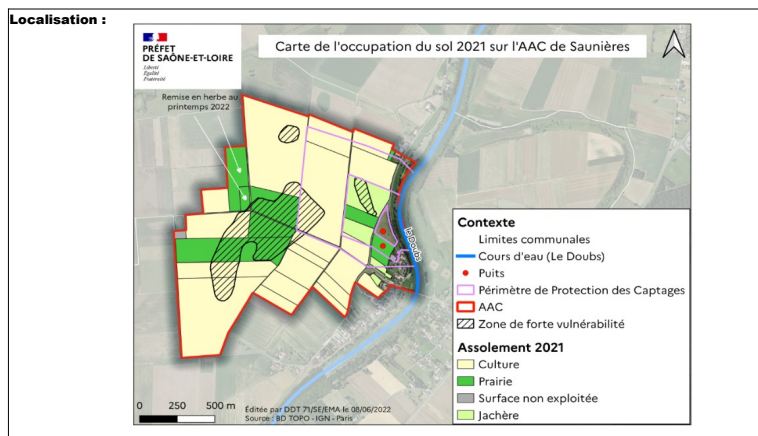 Localisation :
PRÉFET
DE SAÔNE-ET-LOIRE
Liberté
Égalité
Fraternité
Carte de l'occupation du sol 2021 sur l'AAC de Saunières
Remise en herbe au
printemps 2022
le Doubs
Contexte
Limites communales
Cours d'eau (Le Doubs)
Puits
Périmètre de Protection des Captages
AAC
Zone de forte vulnérabilité
Assolement 2021
Culture
Prairie
Surface non exploitée
Jachère
0 250 500 m
Éditée par DDT 71/SE/EMA le 08/06/2022
Source : BD TOPO - IGN - Paris